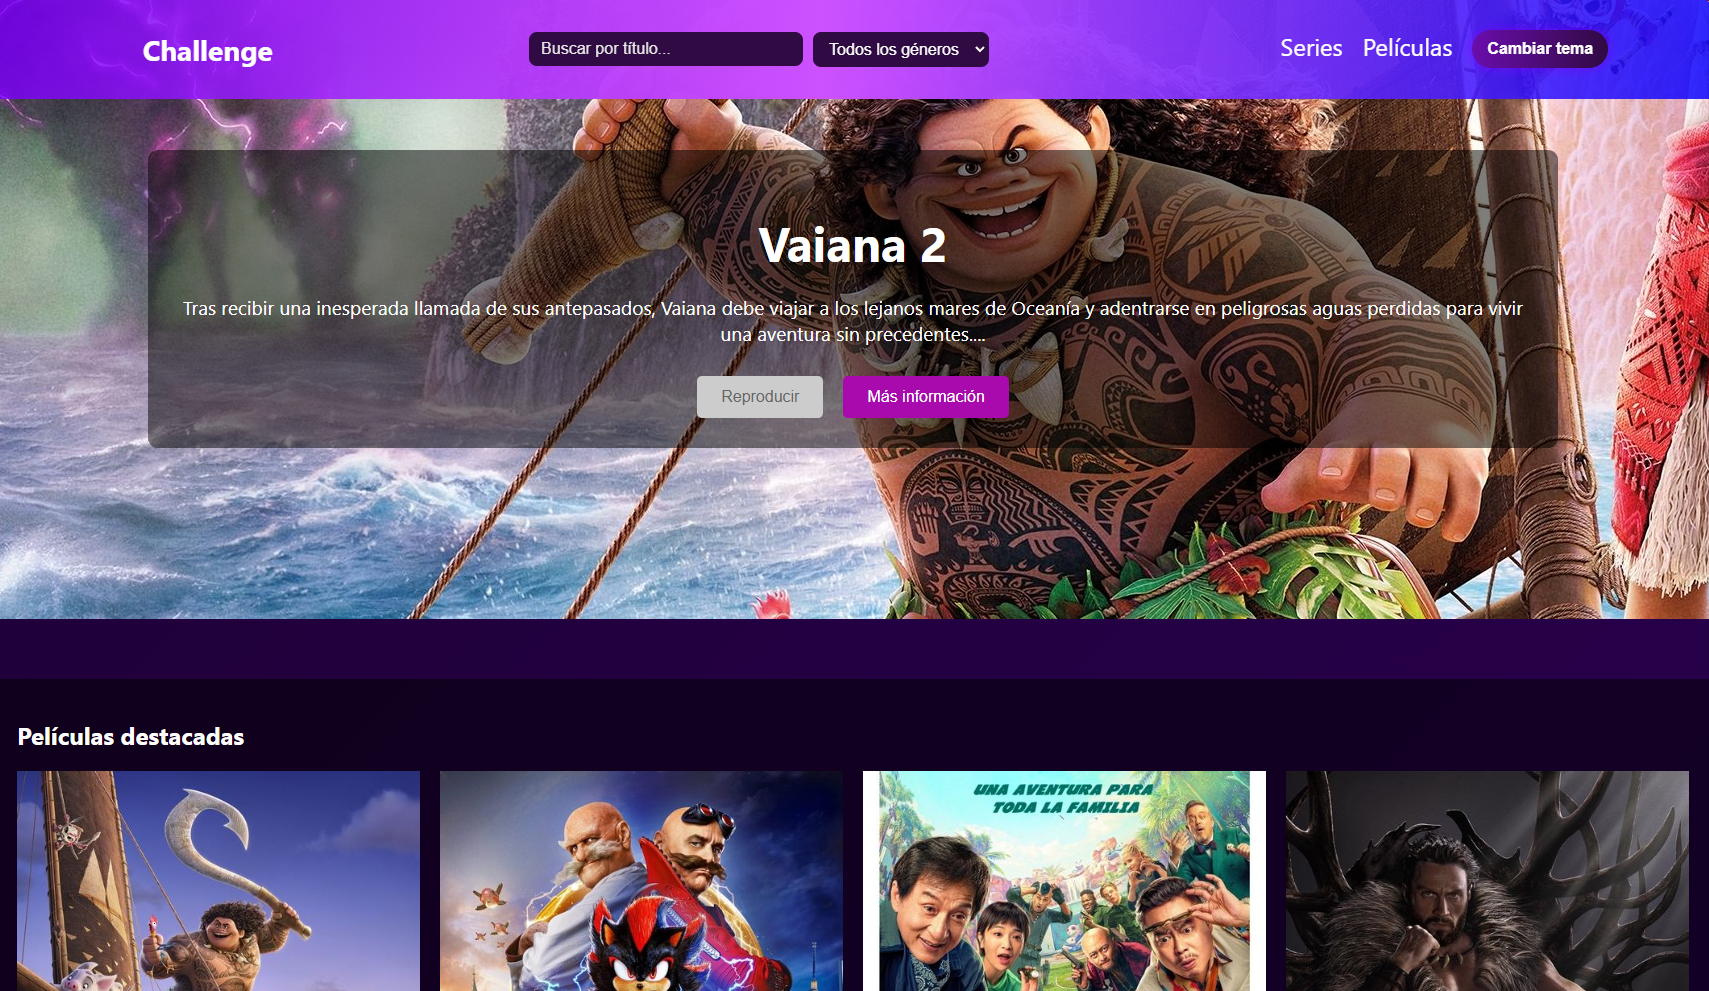 Challenge
Buscar por título...
Todos los géneros
Series
Películas
Cambiar tema
Vaiana 2
Tras recibir una inesperada llamada de sus antepasados, Vaiana debe viajar a los lejanos mares de Oceanía y adentrarse en peligrosas aguas perdidas para vivir
una aventura sin precedentes....
Reproducir
Más información
Películas destacadas
UNA AVENTURA PARA
TODA LA FAMILIA